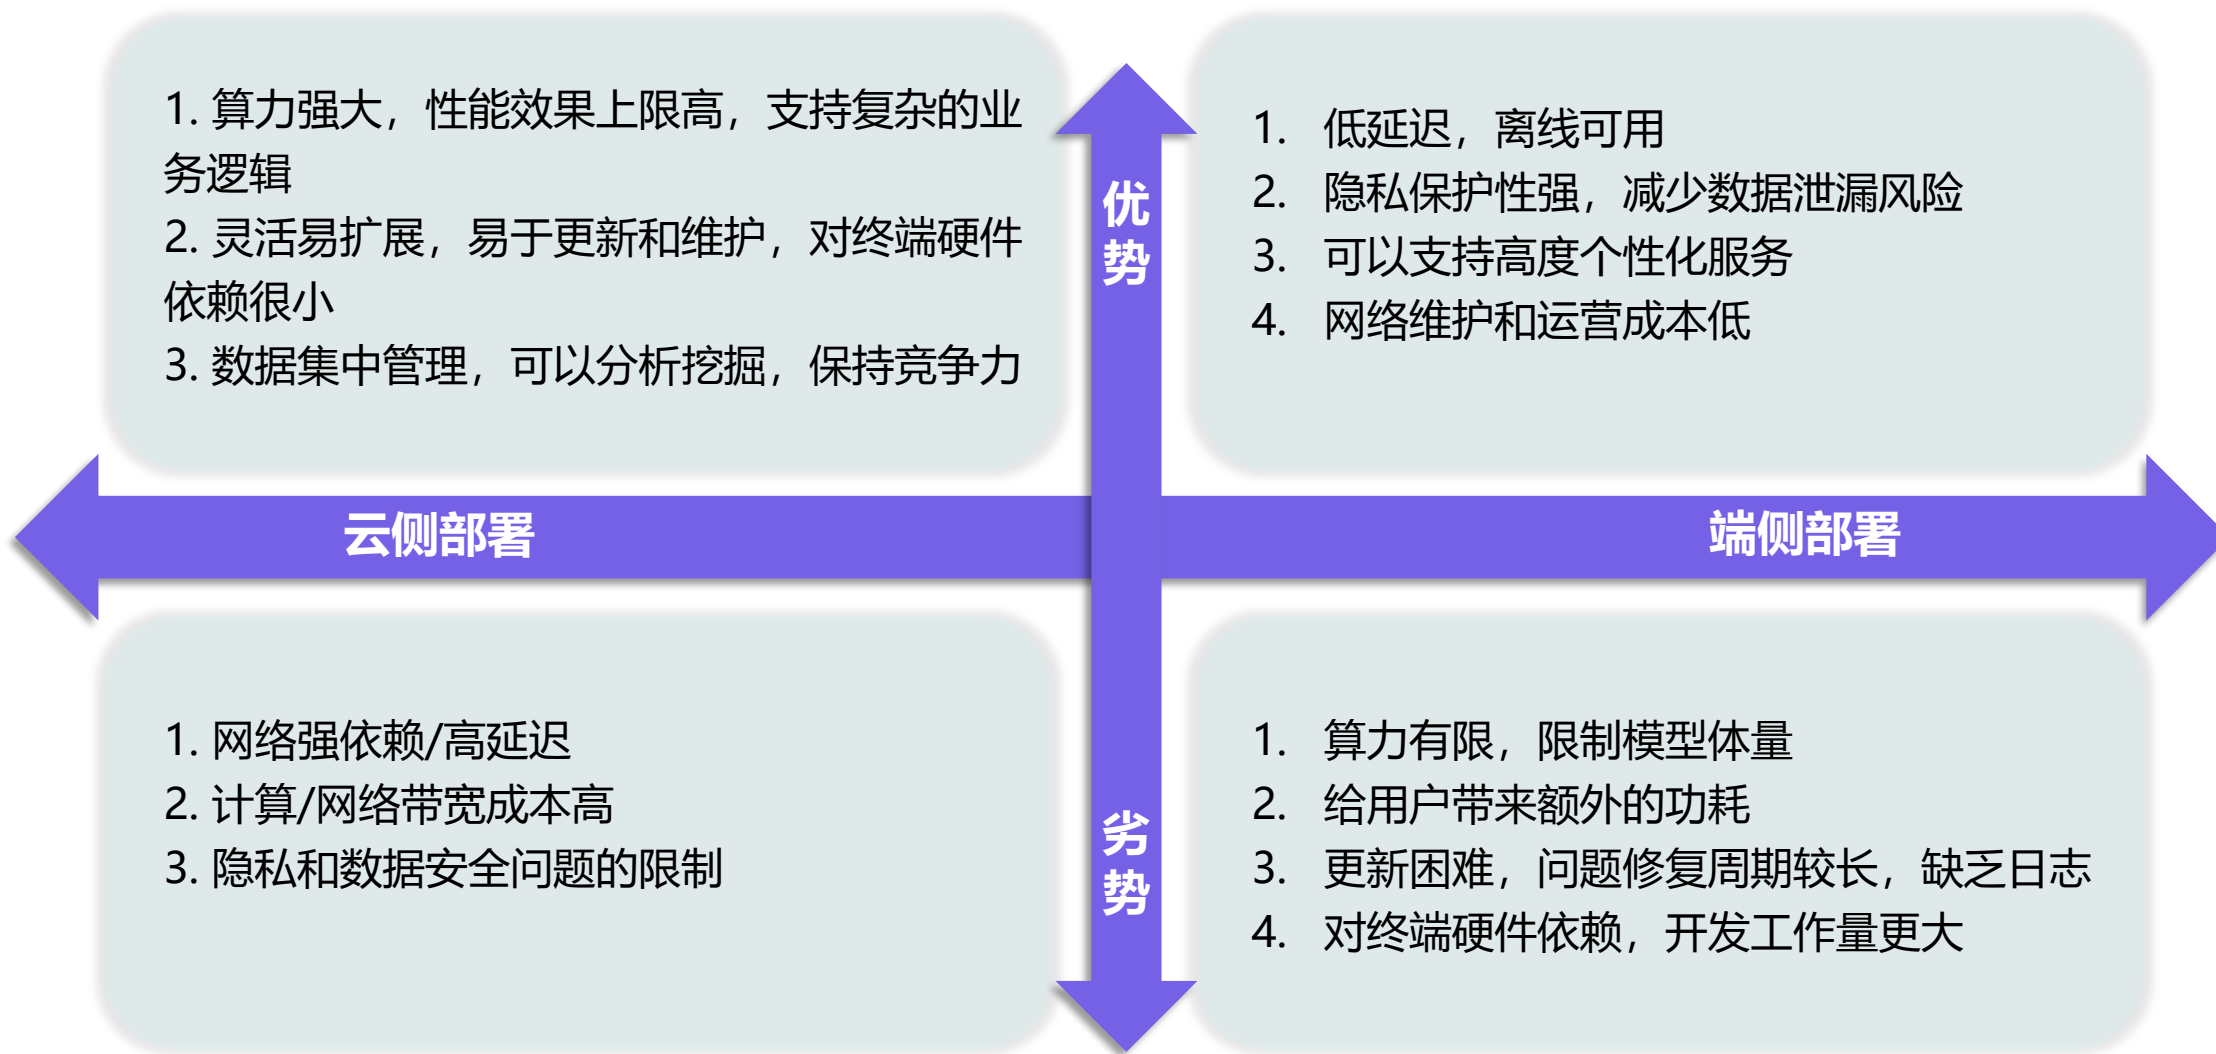 1. 算力强大，性能效果上限高，支持复杂的业
务逻辑
2. 灵活易扩展，易于更新和维护，对终端硬件
依赖很小
3. 数据集中管理，可以分析挖掘，保持竞争力
优势
1. 低延迟，离线可用
2. 隐私保护性强，减少数据泄漏风险
3. 可以支持高度个性化服务
4. 网络维护和运营成本低
云侧部署
端侧部署
1. 网络强依赖/高延迟
2. 计算/网络带宽成本高
3. 隐私和数据安全问题的限制
劣势
1. 算力有限，限制模型体量
2. 给用户带来额外的功耗
3. 更新困难，问题修复周期较长，缺乏日志
4. 对终端硬件依赖，开发工作量更大